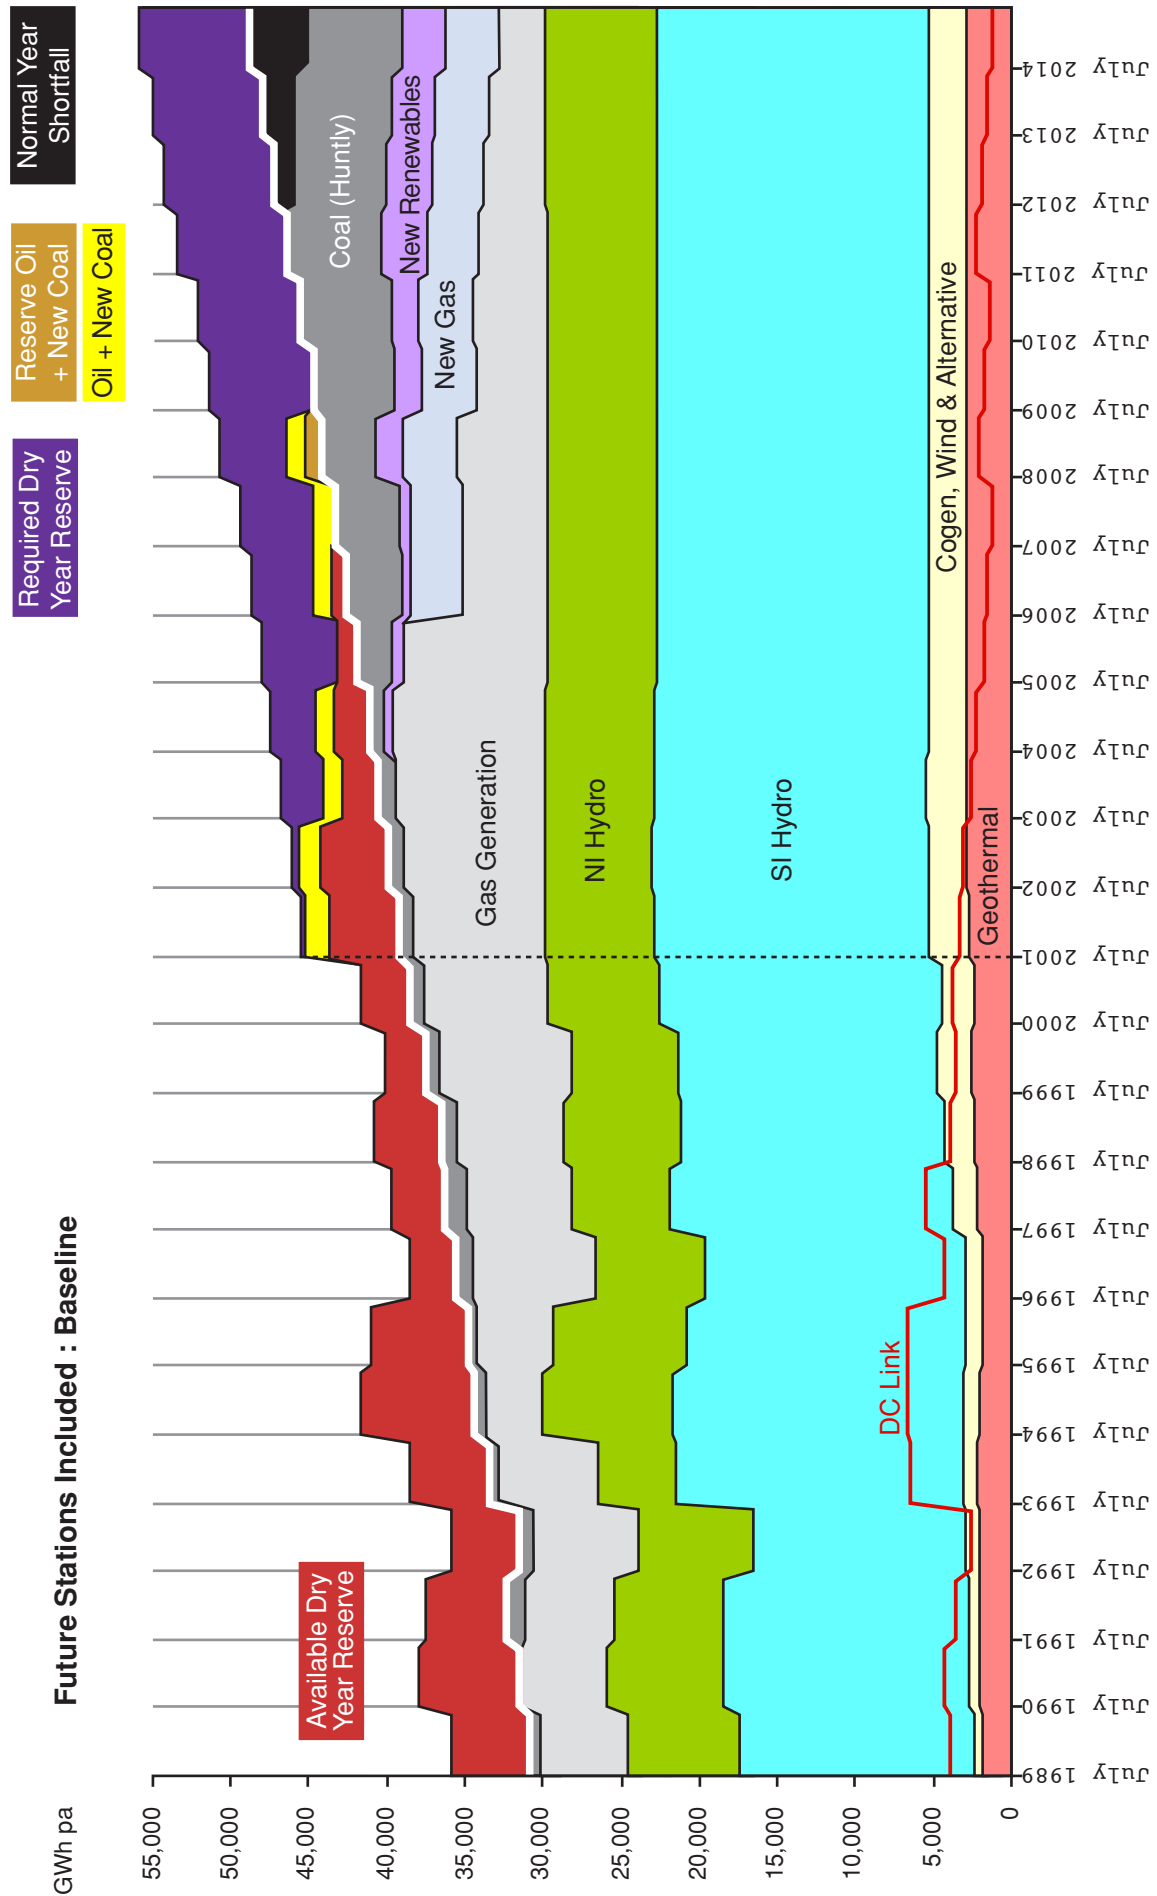 Future Stations Included : Baseline
GWh pa
55,000
50,000
45,000
40,000
35,000
30,000
25,000
20,000
15,000
10,000
5,000
0
Required Dry
Year Reserve
Reserve Oil
+ New Coal
Oil + New Coal
Normal Year
Shortfall
Available Dry
Year Reserve
Coal (Huntly)
New Renewables
New Gas
Gas Generation
NI Hydro
SI Hydro
DC Link
Cogen, Wind & Alternative
Geothermal
July 1989
July 1990
July 1991
July 1992
July 1993
July 1994
July 1995
July 1996
July 1997
July 1998
July 1999
July 2000
July 2001
July 2002
July 2003
July 2004
July 2005
July 2006
July 2007
July 2008
July 2009
July 2010
July 2011
July 2012
July 2013
July 2014